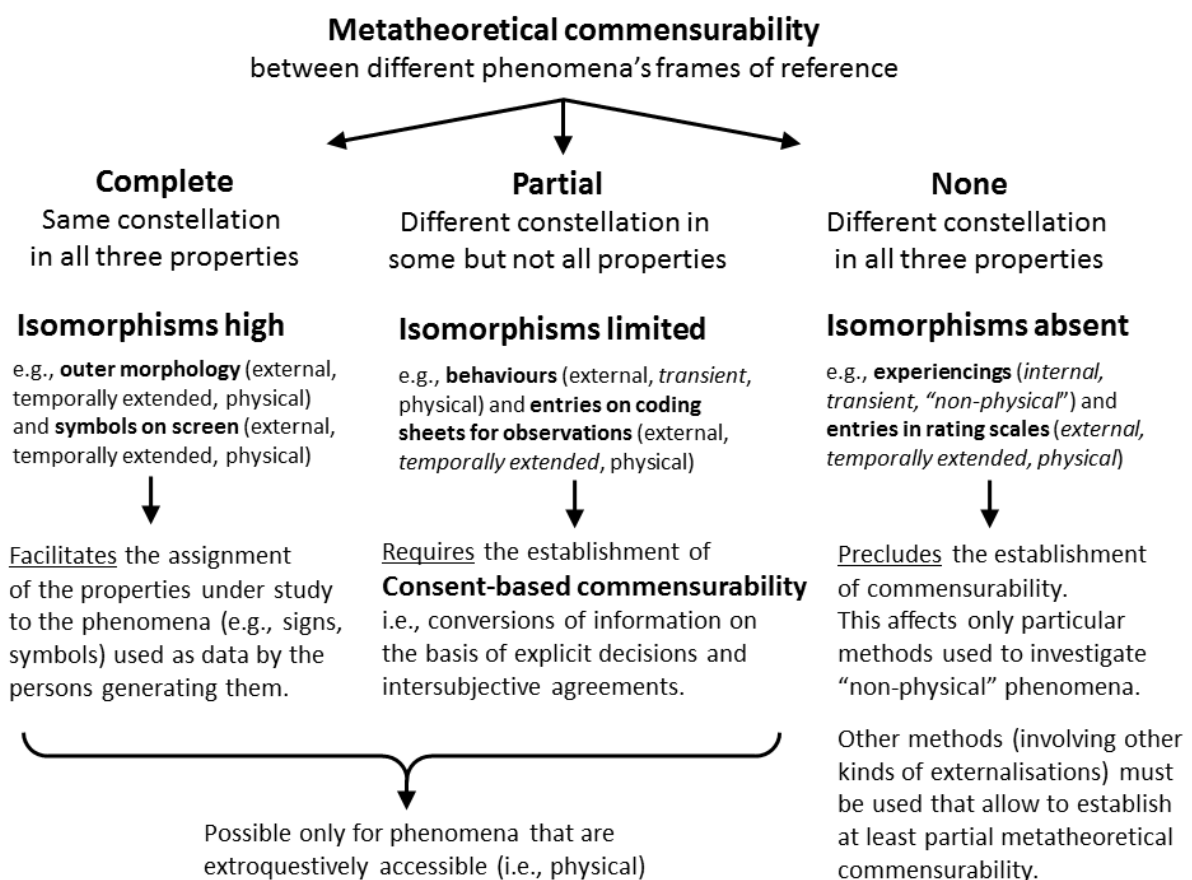 Metatheoretical commensurability
between different phenomena's frames of reference
Complete
Same constellation
in all three properties
Isomorphisms high
e.g., outer morphology (external,
temporally extended, physical)
and symbols on screen (external,
temporally extended, physical)
Facilitates the assignment
of the properties under study
to the phenomena (e.g., signs,
symbols) used as data by the
persons generating them.
Partial
Different constellation in
some but not all properties
Isomorphisms limited
e.g., behaviours (external, transient,
physical) and entries on coding
sheets for observations (external,
temporally extended, physical)
Requires the establishment of
Consent-based commensurability
i.e., conversions of information on
the basis of explicit decisions and
intersubjective agreements.
Possible only for phenomena that are
extroquestively accessible (i.e., physical)
None
Different constellation
in all three properties
Isomorphisms absent
e.g., experiencings (internal,
transient, “non-physical”) and
entries in rating scales (external,
temporally extended, physical)
Precludes the establishment
of commensurability.
This affects only particular
methods used to investigate
“non-physical” phenomena.
Other methods (involving other
kinds of externalisations) must
be used that allow to establish
at least partial metatheoretical
commensurability.